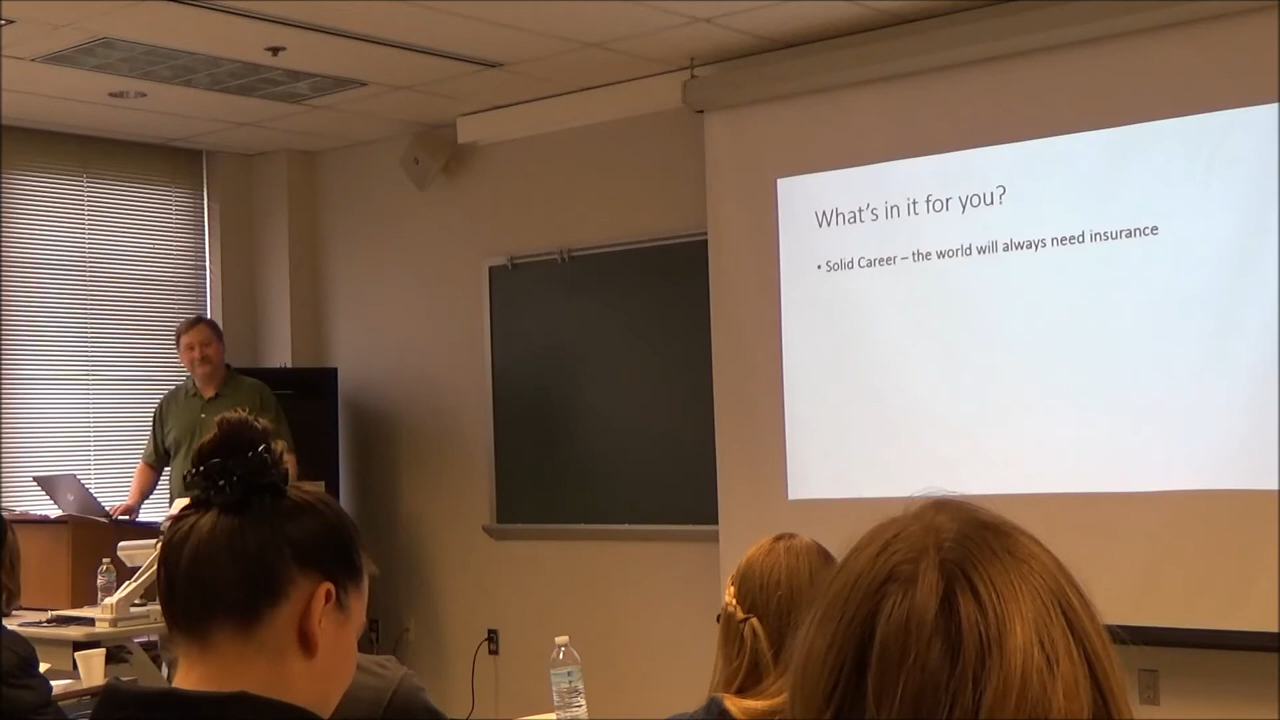 What's in it for you?
• Solid Career – the world will always need insurance